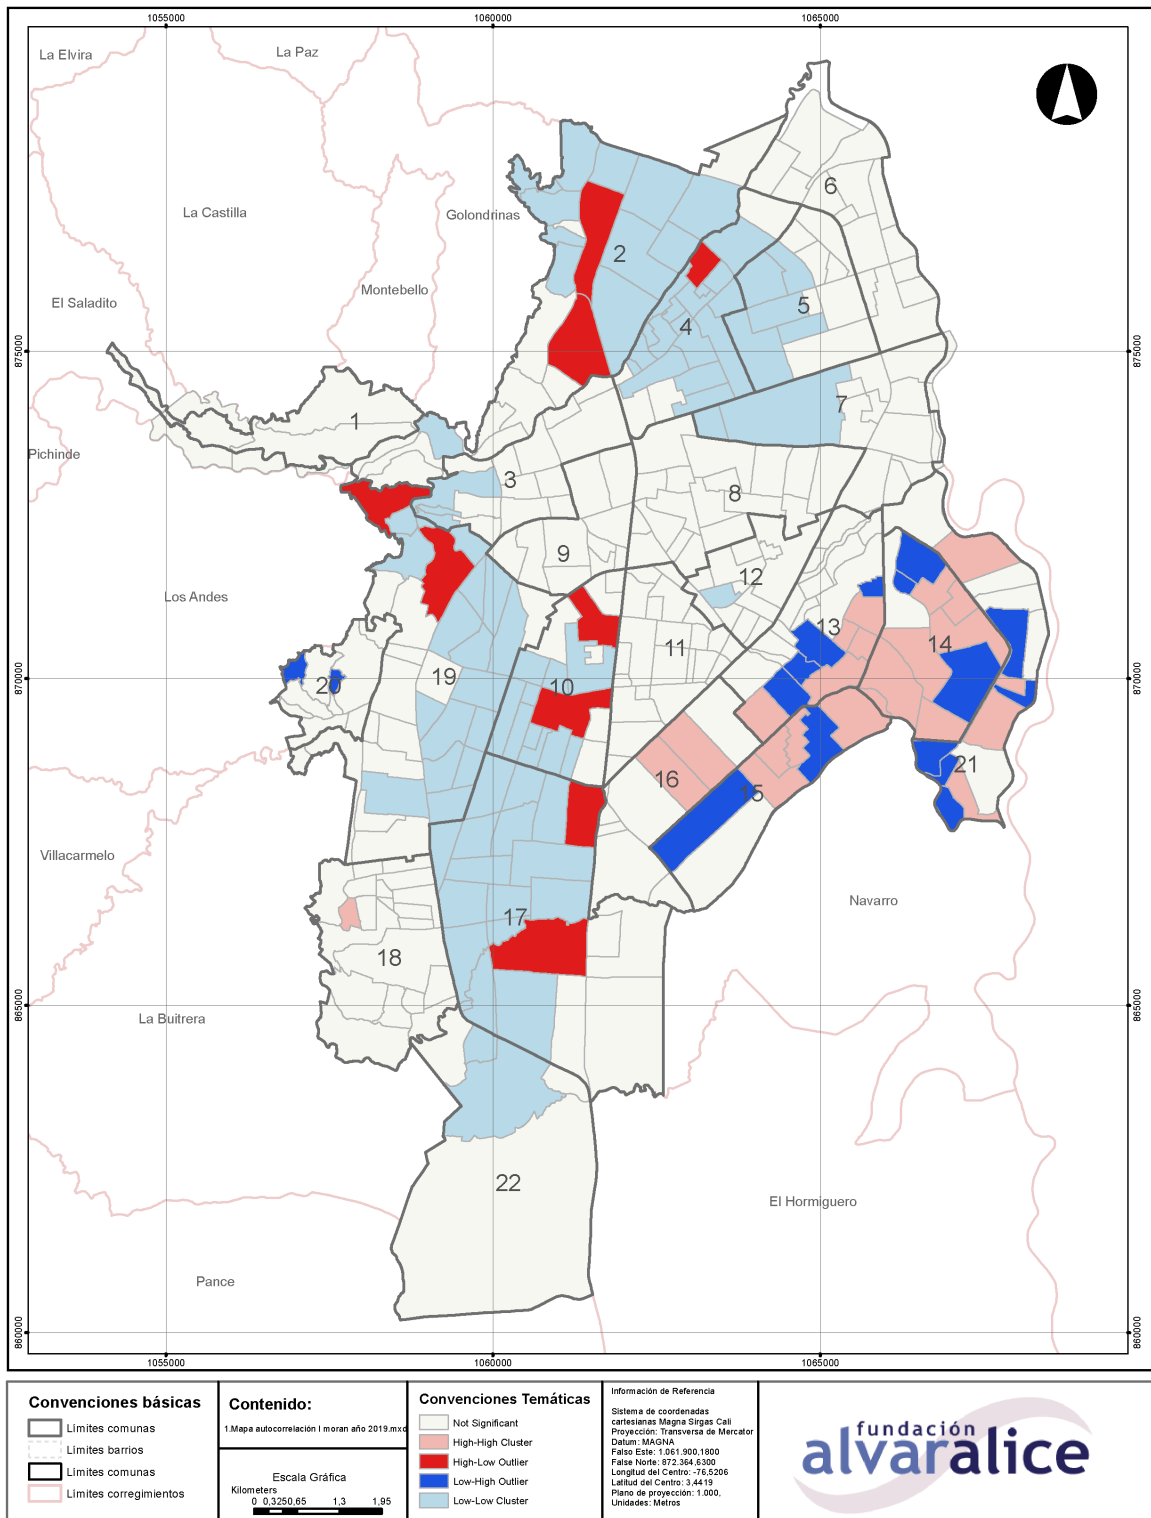 1055000
1060000
1065000
La Elvira
La Paz
6
La Castilla
Golondrinas
2
El Saladito
Montebello
5
4
875000
875000
1
7
Pichinde
3
8
9
12
Los Andes
13
14
11
870000
19
20
10
870000
21
16
15
Villacarmelo
Navarro
17
18
865000
La Buitrera
865000
22
El Hormiguero
Pance
860000
860000
1055000
1060000
1065000
Convenciones básicas
Límites comunas
Límites barrios
Límites comunas
Límites corregimientos
Contenido:
1.Mapa autocorrelación I moran año 2019.mxd
Escala Gráfica
Kilometers
0 0,3250,65 1,3 1,95
Convenciones Temáticas
Not Significant
High-High Cluster
High-Low Outlier
Low-High Outlier
Low-Low Cluster
Información de Referencia
Sistema de coordenadas
cartesianas Magna Sirgas Cali
Proyección: Transversa de Mercator
Datum: MAGNA
Falso Este: 1.061.900,1800
False Norte: 872.364,6300
Longitud del Centro: -76,5206
Latitud del Centro: 3,4419
Plano de proyección: 1.000,
Unidades: Metros
fundación
alvaralice